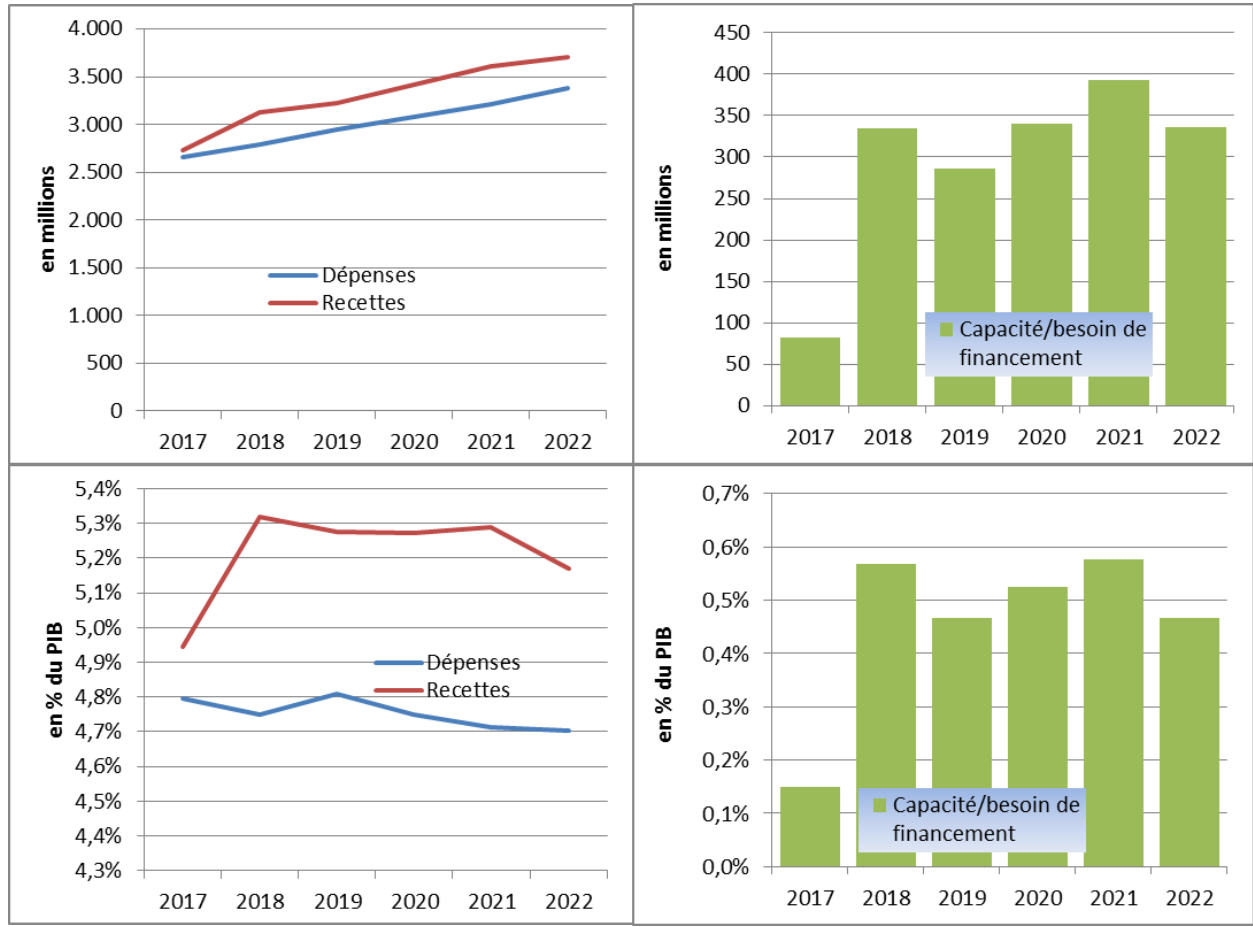 4.000
3.500
3.000
2.500
2.000
1.500
1.000
500
0
en millions
Dépenses
Recettes
2017 2018 2019 2020 2021 2022
450
400
350
300
250
200
150
100
50
0
en millions
Capacité/besoin de
financement
2017 2018 2019 2020 2021 2022
5,4%
5,3%
5,2%
5,1%
5,0%
4,9%
4,8%
4,7%
4,6%
4,5%
4,4%
4,3%
en % du PIB
Dépenses
Recettes
2017 2018 2019 2020 2021 2022
0,7%
0,6%
0,5%
0,4%
0,3%
0,2%
0,1%
0,0%
en % du PIB
Capacité/besoin de
financement
2017 2018 2019 2020 2021 2022